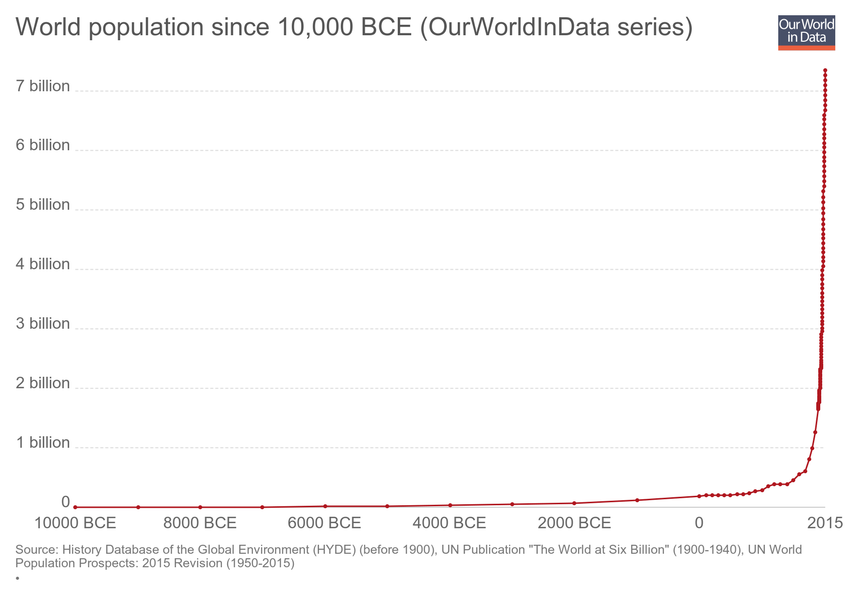 World population since 10,000 BCE (OurWorldInData series)
Our World
in Data
7 billion
6 billion
5 billion
4 billion
3 billion
2 billion
1 billion
0
10000 BCE 8000 BCE 6000 BCE 4000 BCE 2000 BCE 0 2015
Source: History Database of the Global Environment (HYDE) (before 1900), UN Publication "The World at Six Billion" (1900-1940), UN World
Population Prospects: 2015 Revision (1950-2015)
•